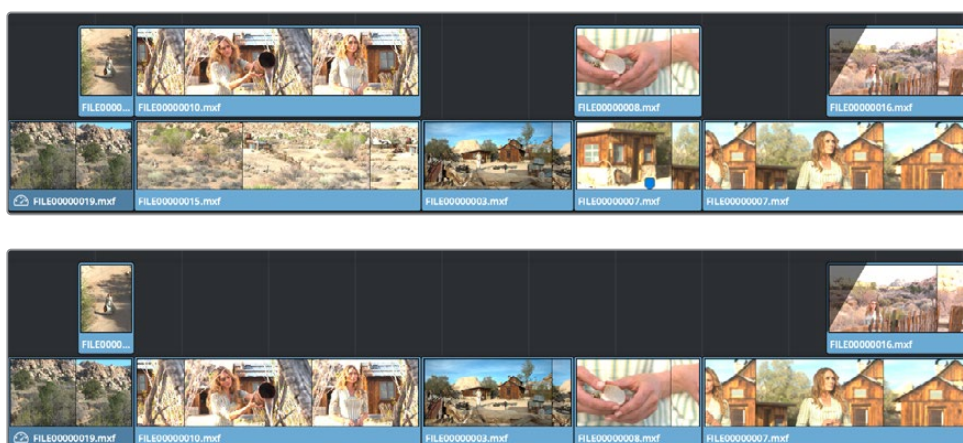 FILE0000...
FILE00000010.mxf
FILE00000008.mxf
FILE00000016.mxf
FILE00000019.mxf
FILE00000015.mxf
FILE00000003.mxf
FILE00000007.mxf
FILE00000007.mxf
FILE0000...
FILE00000016.mxf
FILE00000019.mxf
FILE00000010.mxf
FILE00000003.mxf
FILE00000008.mxf
FILE00000007.mxf